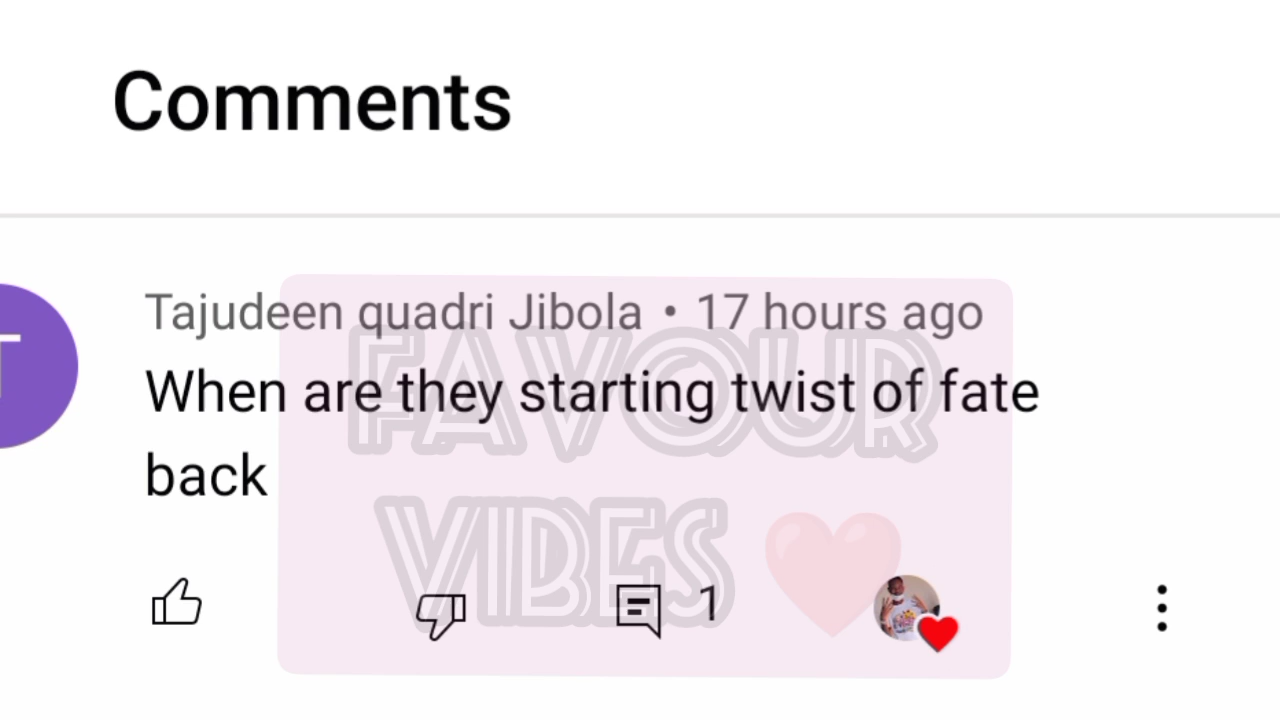 Comments
T
Tajudeen quadri Jibola • 17 hours ago
When are they starting twist of fate
back
FAVOUR
VIBES
1